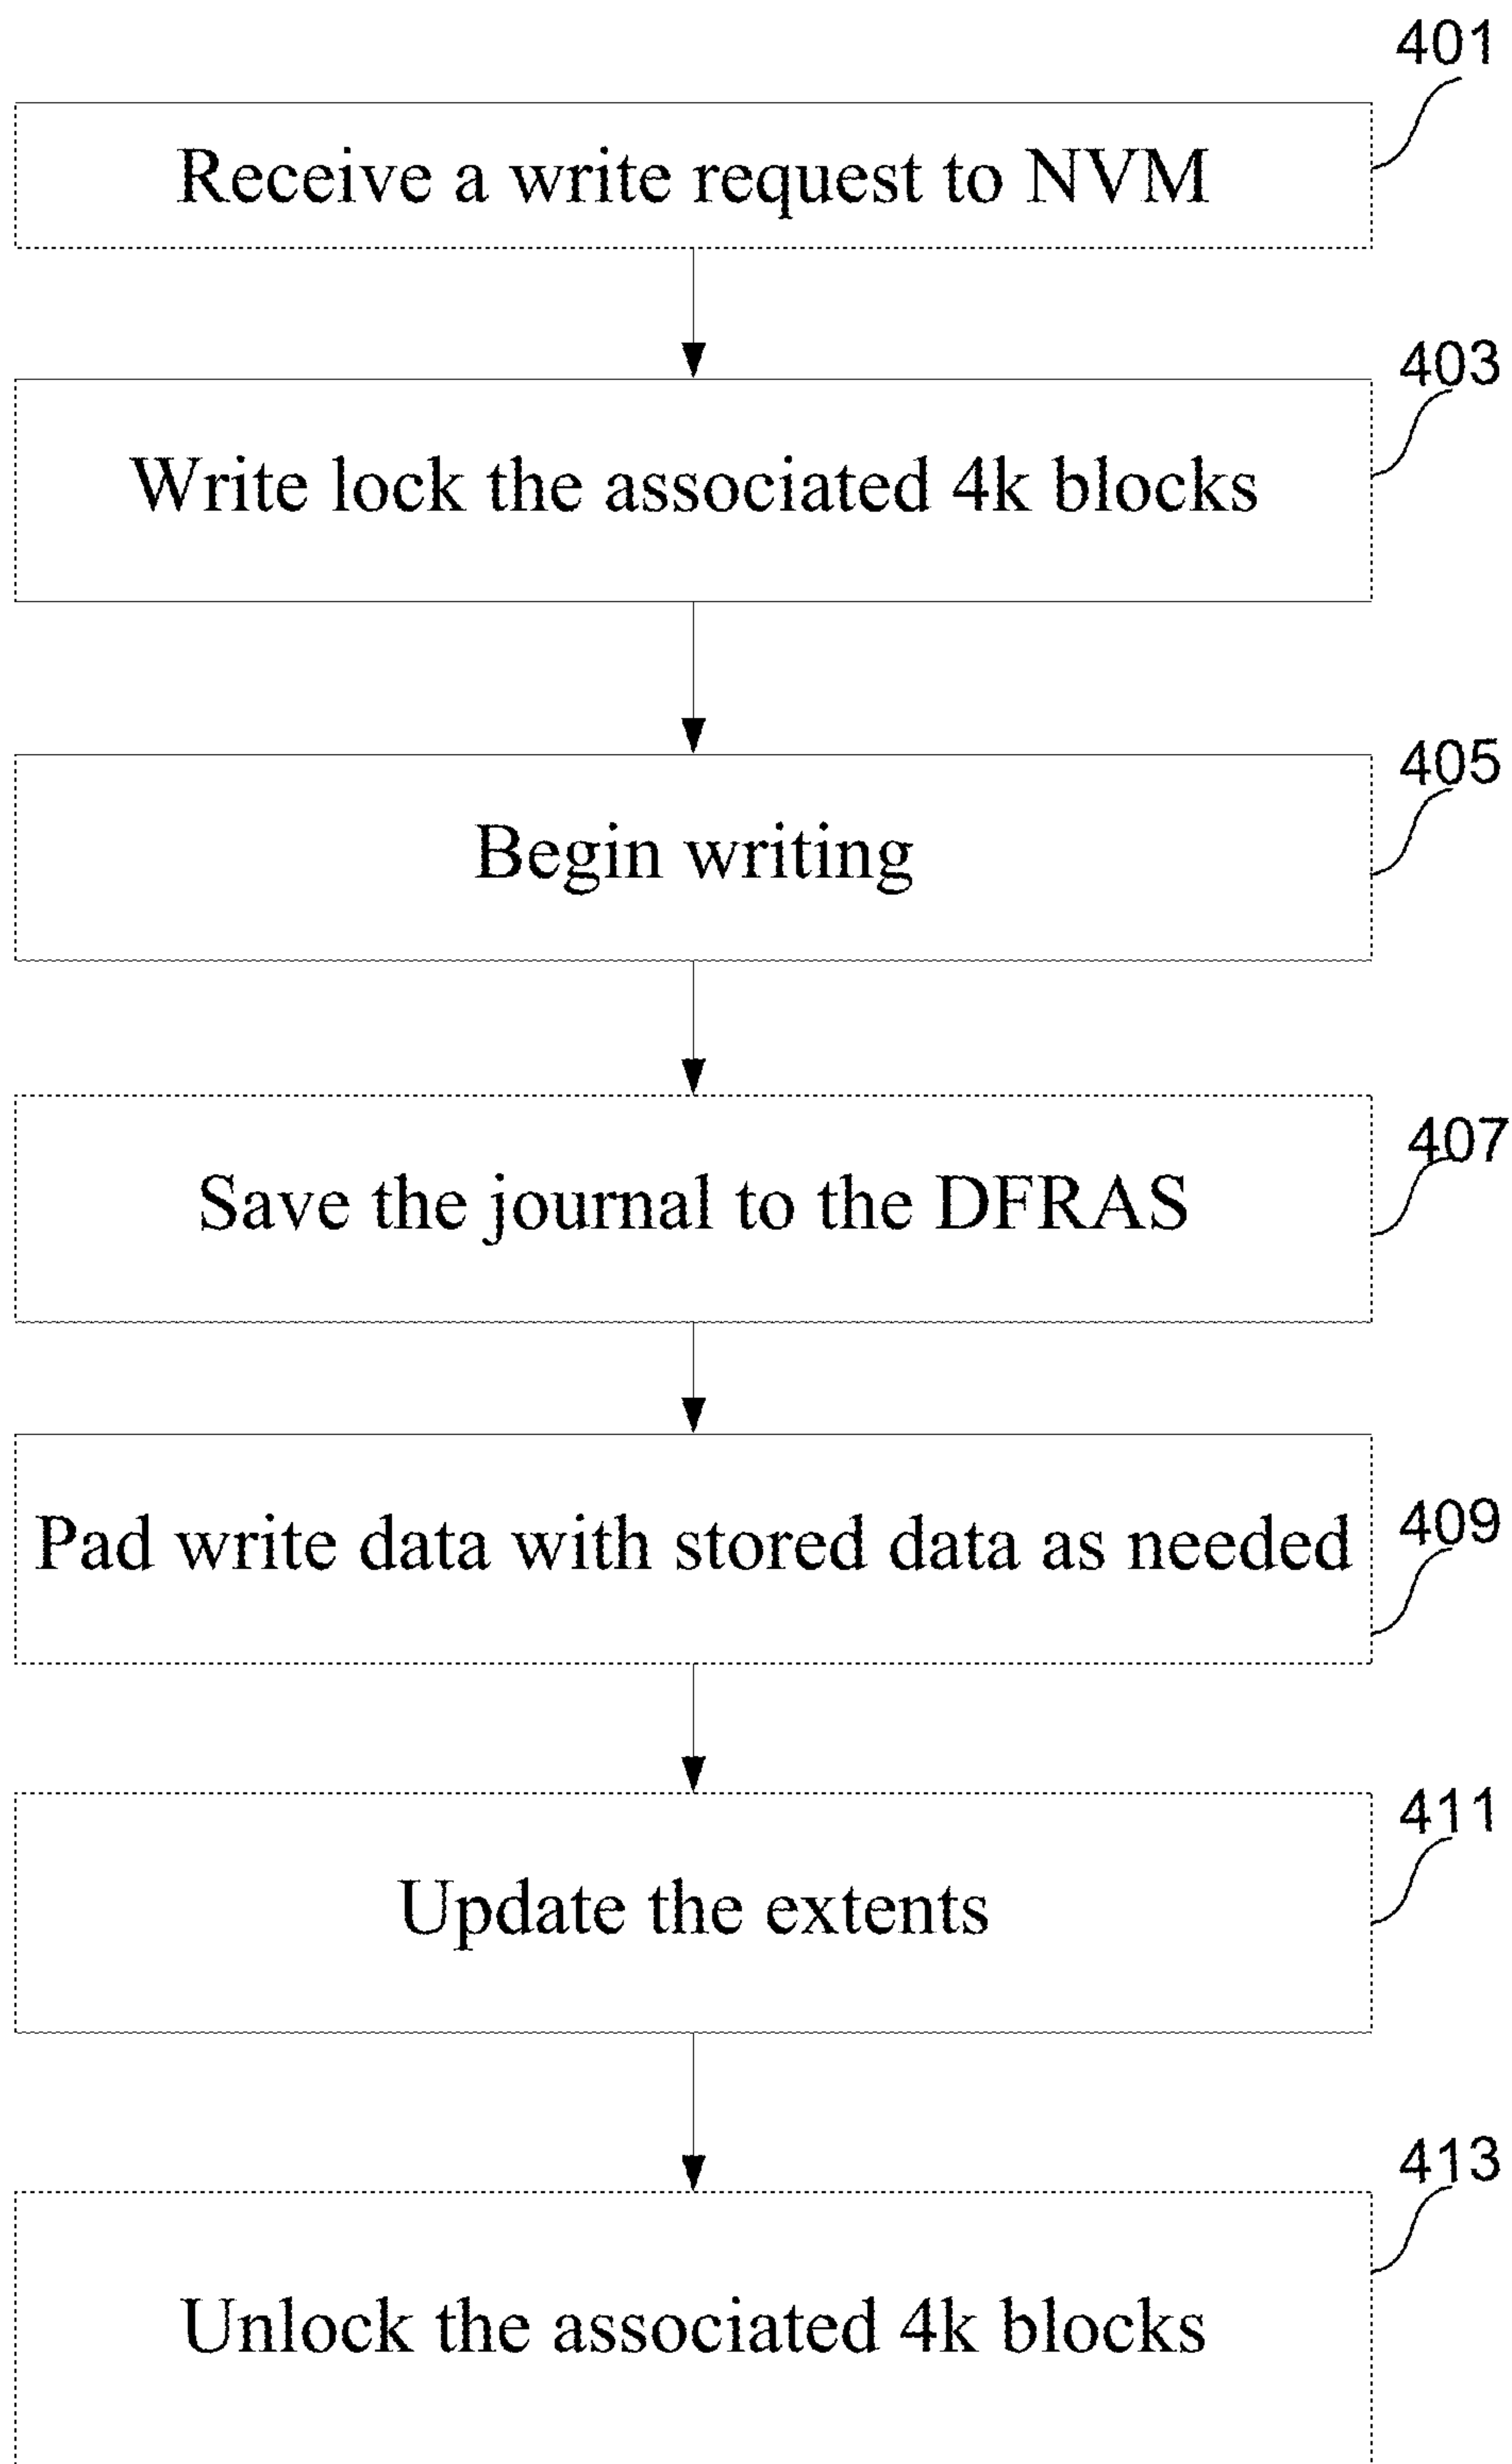 401
Receive a write request to NVM
403
Write lock the associated 4k blocks
405
Begin writing
407
Save the journal to the DFRAS
409
Pad write data with stored data as needed
411
Update the extents
413
Unlock the associated 4k blocks